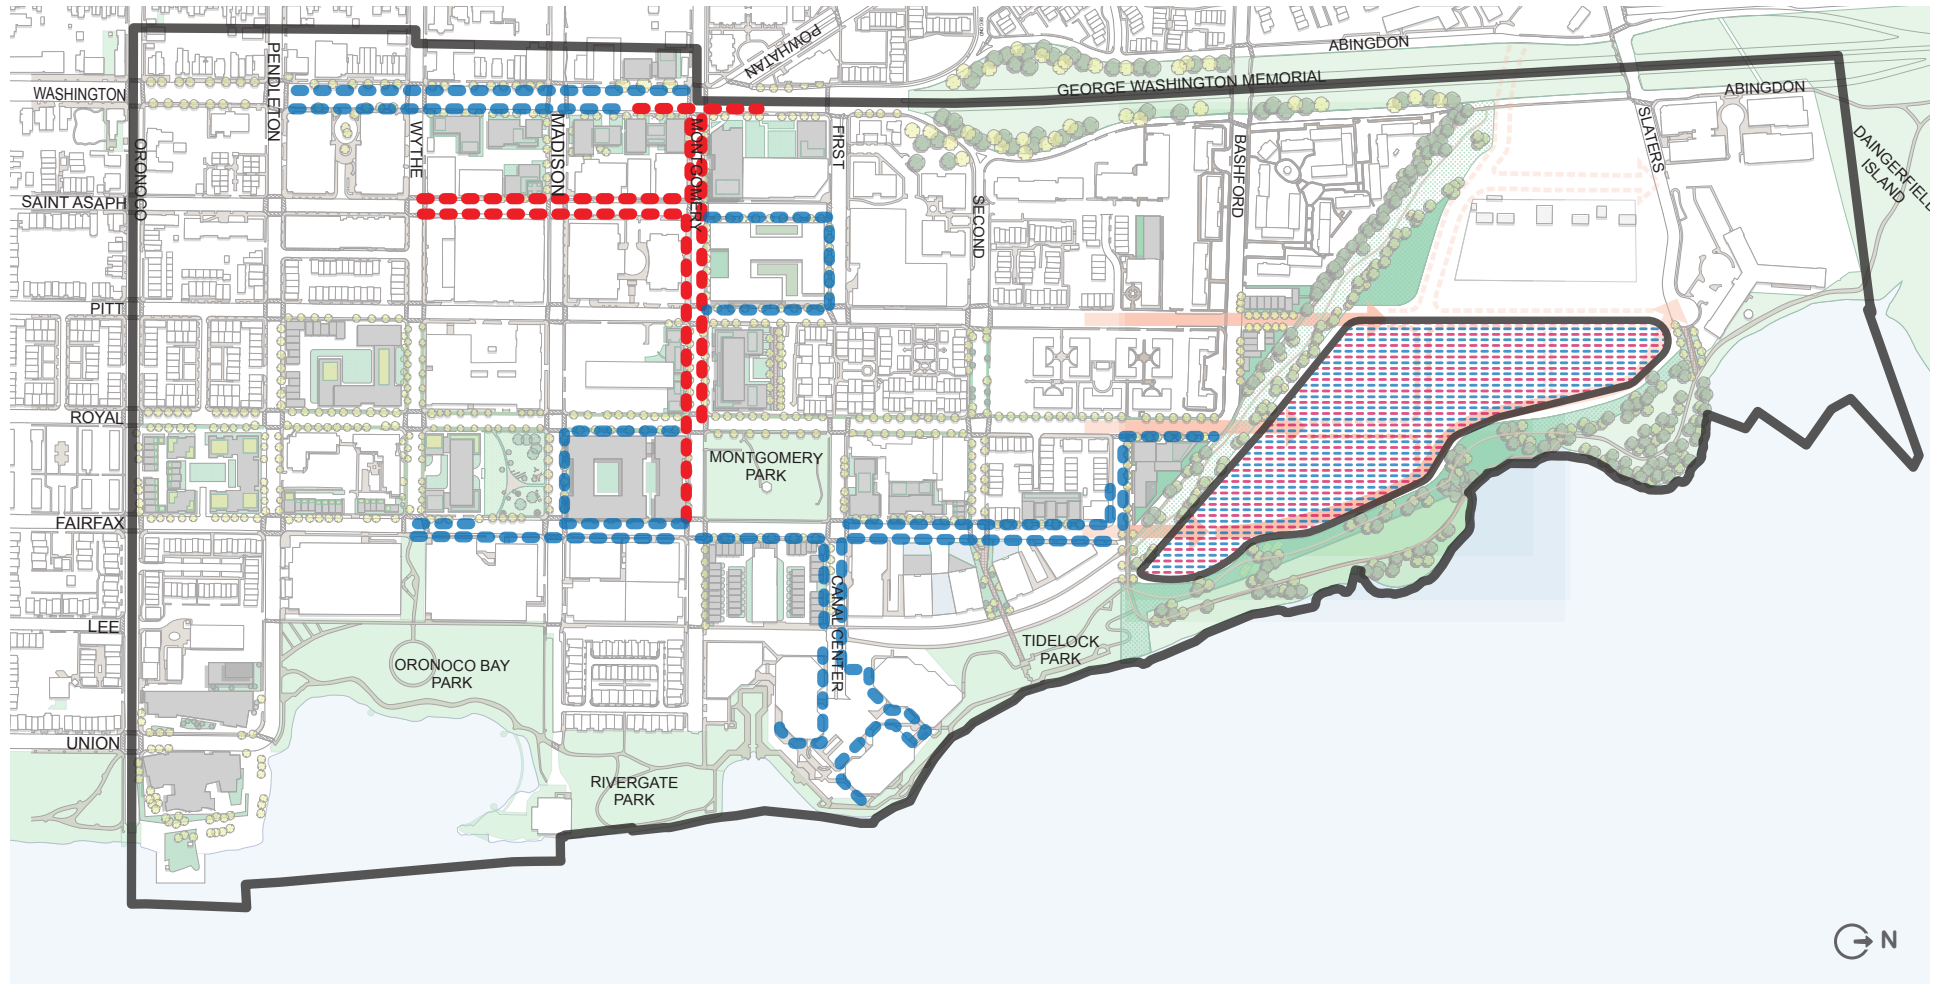 POWHATAN
ABINGDON
GEORGE WASHINGTON MEMORIAL
ABINGDON
WASHINGTON
PENDLETON
ORONOCO
WYTHE
MADISON
MONTGOMERY
FIRST
SECOND
BASHFORD
SLATERS
DAINGERFIELD
ISLAND
SAINT ASAPH
PITT
ROYAL
MONTGOMERY
PARK
FAIRFAX
CANAL CENTER
LEE
TIDELOCK
PARK
ORONOCO BAY
PARK
UNION
RIVERGATE
PARK
N